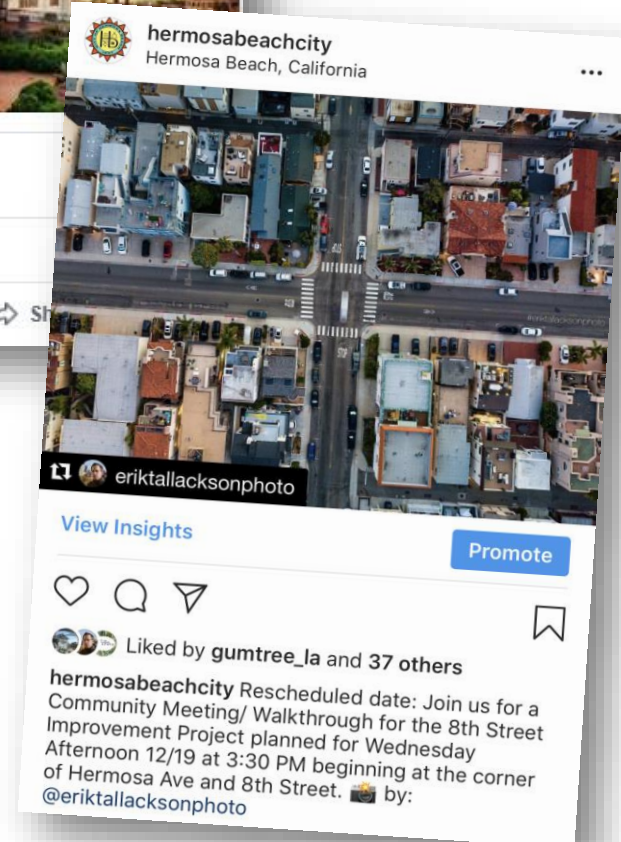 hermosabeachcity
Hermosa Beach, California
Sh
STOP
eriktallacksonphoto
View Insights
Promote
Liked by gumtree_la and 37 others
hermosabeachcity Rescheduled date: Join us for a
Community Meeting/ Walkthrough for the 8th Street
Improvement Project planned for Wednesday
Afternoon 12/19 at 3:30 PM beginning at the corner
of Hermosa Ave and 8th Street. 📸 by:
@eriktallacksonphoto